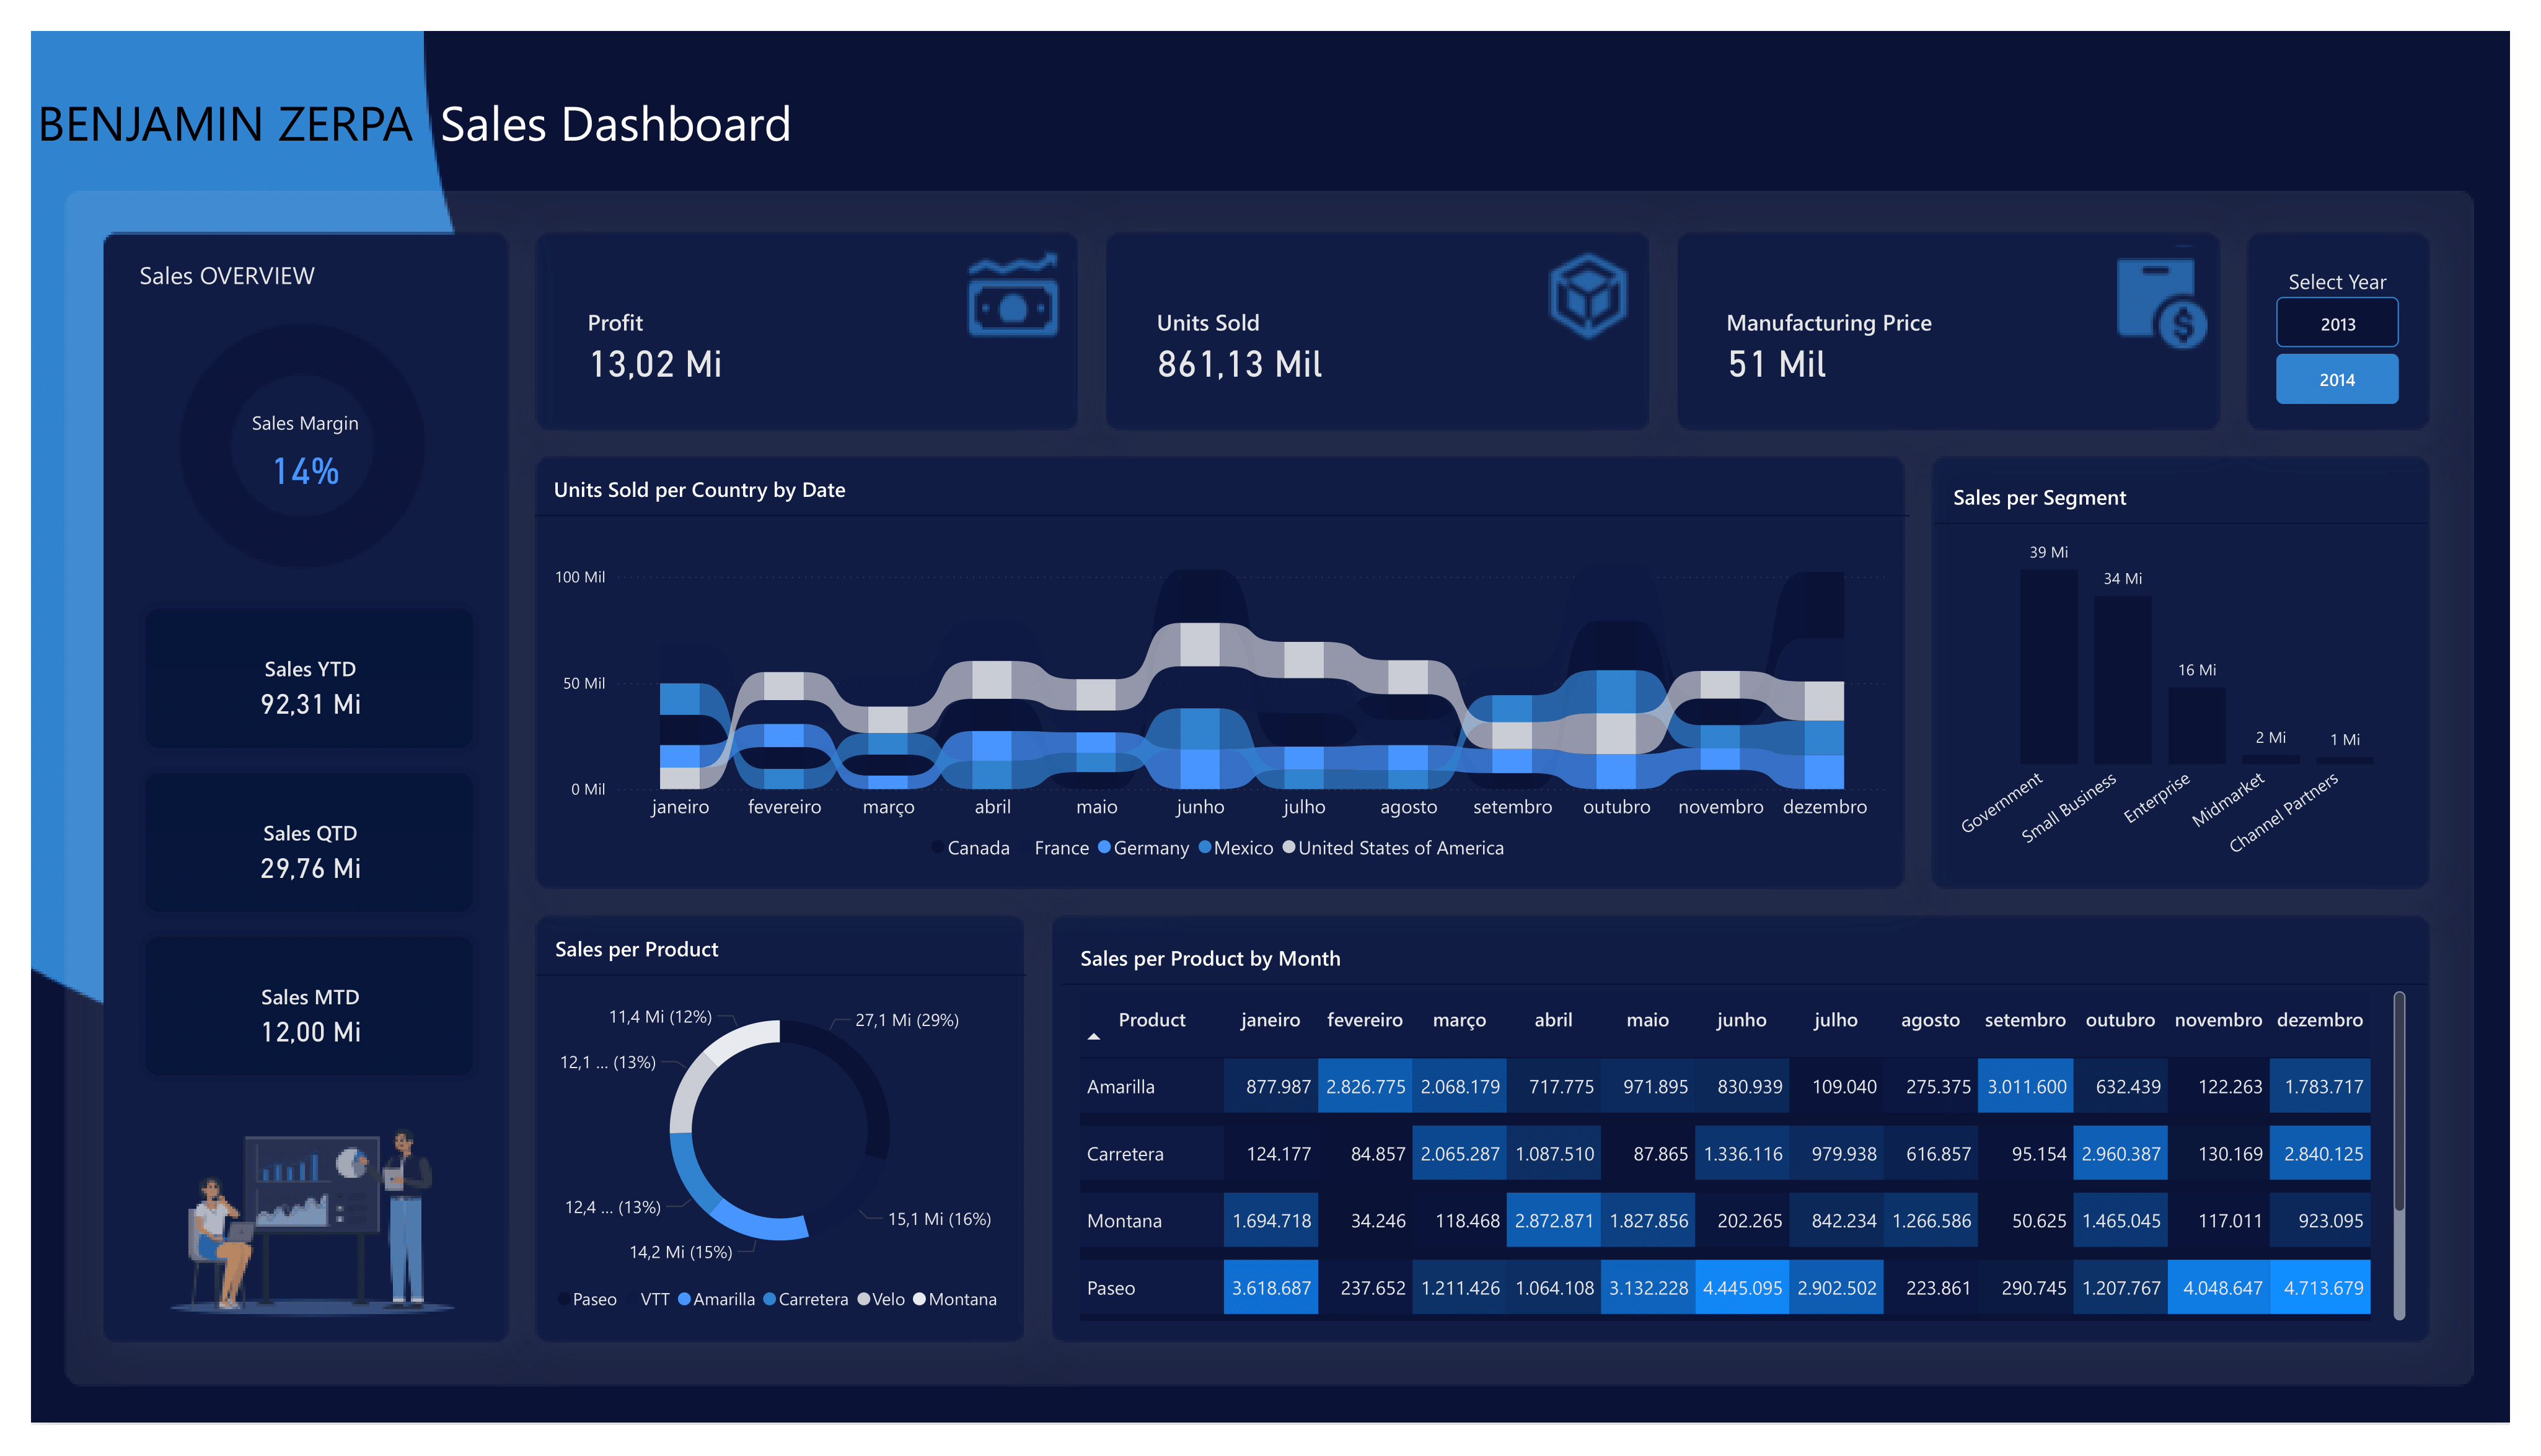 BENJAMIN ZERPA Sales Dashboard
Sales OVERVIEW
Sales Margin
14%
Sales YTD
92,31 Mi
Sales QTD
29,76 Mi
Sales MTD
12,00 Mi
Profit
13,02 Mi
Units Sold
861,13 Mil
Manufacturing Price
51 Mil
Select Year
2013
2014
Units Sold per Country by Date
100 Mil
50 Mil
0 Mil
janeiro fevereiro março abril maio junho julho agosto setembro outubro novembro dezembro
Canada France Germany Mexico United States of America
Sales per Segment
39 Mi
34 Mi
16 Mi
2 Mi
1 Mi
Government
Small Business
Enterprise
Midmarket
Channel Partners
Sales per Product
11,4 Mi (12%)
27,1 Mi (29%)
12,1 ... (13%)
12,4 ... (13%)
15,1 Mi (16%)
14,2 Mi (15%)
Paseo VTT Amarilla Carretera Velo Montana
Sales per Product by Month
Product janeiro fevereiro março abril maio junho julho agosto setembro outubro novembro dezembro
Amarilla 877.987 2.826.775 2.068.179 717.775 971.895 830.939 109.040 275.375 3.011.600 632.439 122.263 1.783.717
Carretera 124.177 84.857 2.065.287 1.087.510 87.865 1.336.116 979.938 616.857 95.154 2.960.387 130.169 2.840.125
Montana 1.694.718 34.246 118.468 2.872.871 1.827.856 202.265 842.234 1.266.586 50.625 1.465.045 117.011 923.095
Paseo 3.618.687 237.652 1.211.426 1.064.108 3.132.228 4.445.095 2.902.502 223.861 290.745 1.207.767 4.048.647 4.713.679